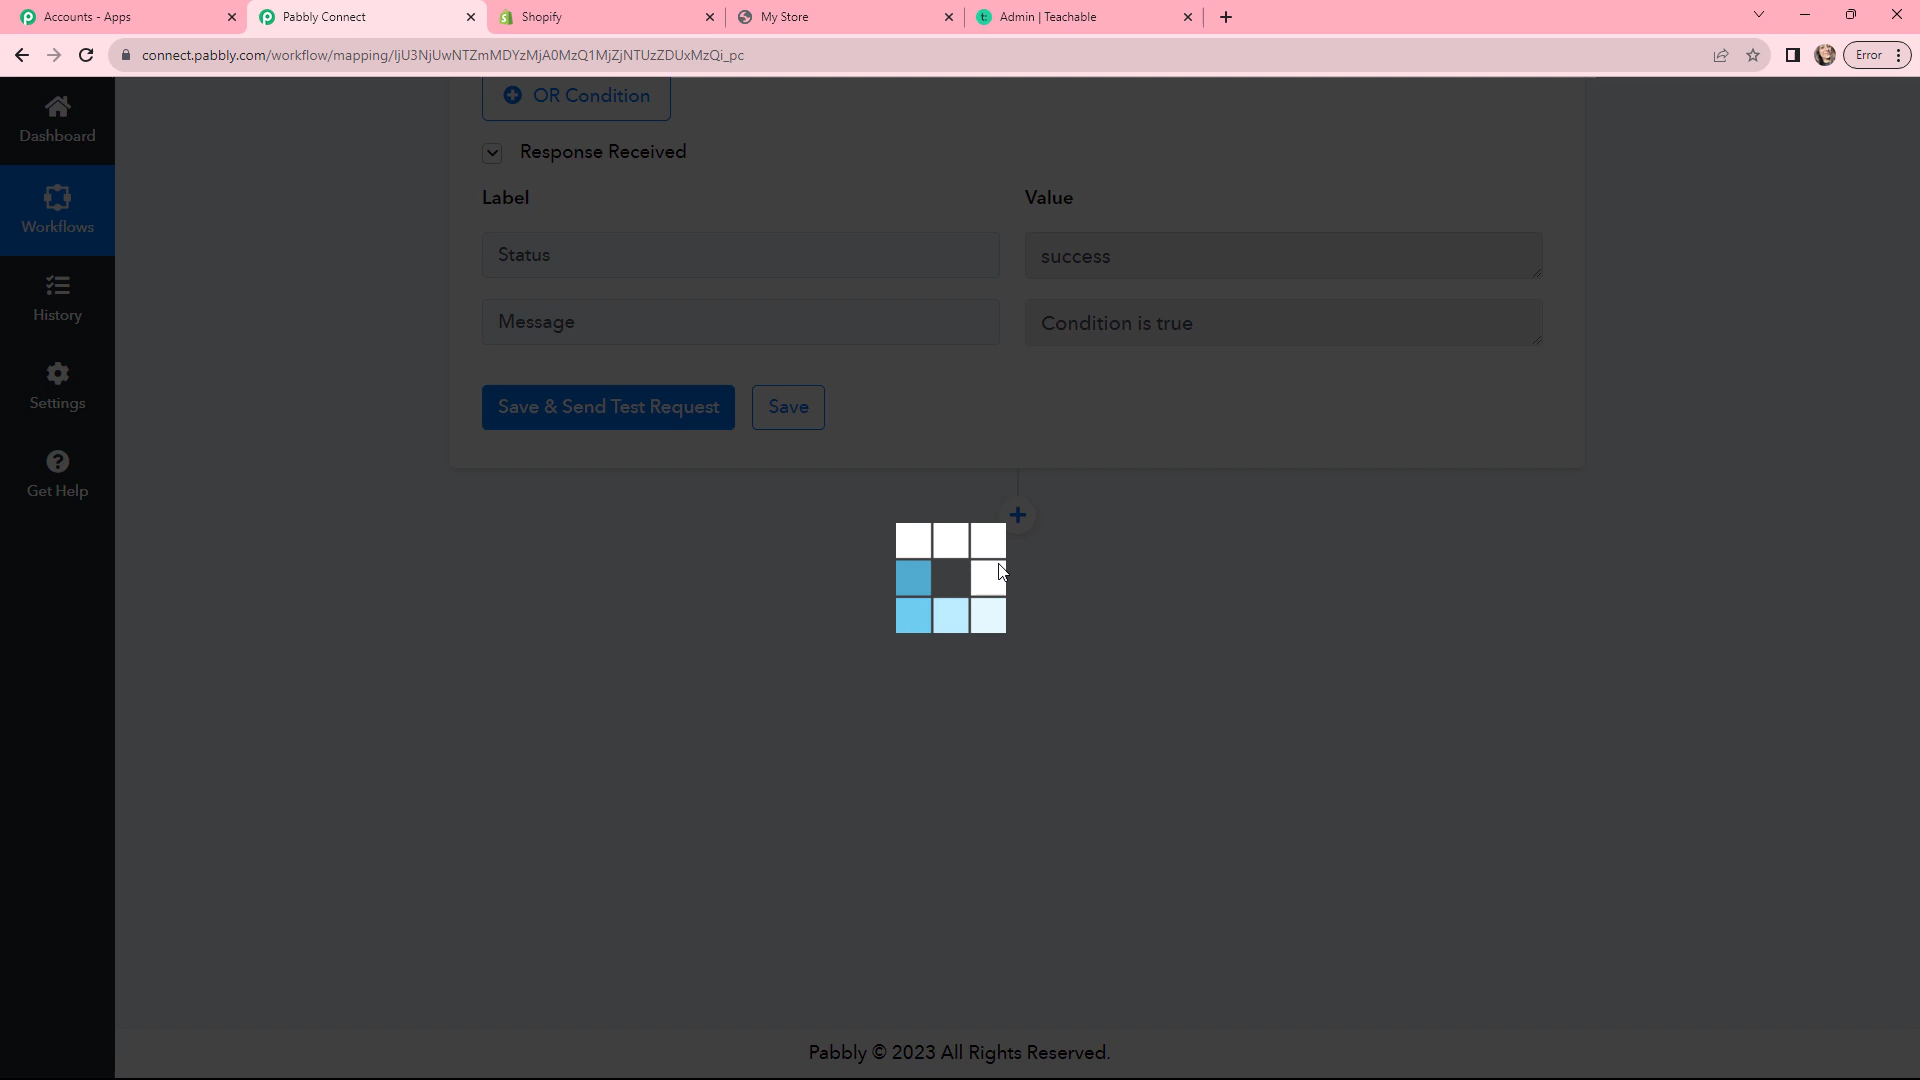 Accounts - Apps
Pabbly Connect
Shopify
My Store
Admin | Teachable
connect.pabbly.com/workflow/mapping/IjU3NjUwNTZmMDYzMjA0MzQ1MjZjNTUzZDUxMzQi_pc
Error
Dashboard
Workflows
History
Settings
Get Help
OR Condition
Response Received
Label Value
Status success
Message Condition is true
Save & Send Test Request Save
Pabbly © 2023 All Rights Reserved.